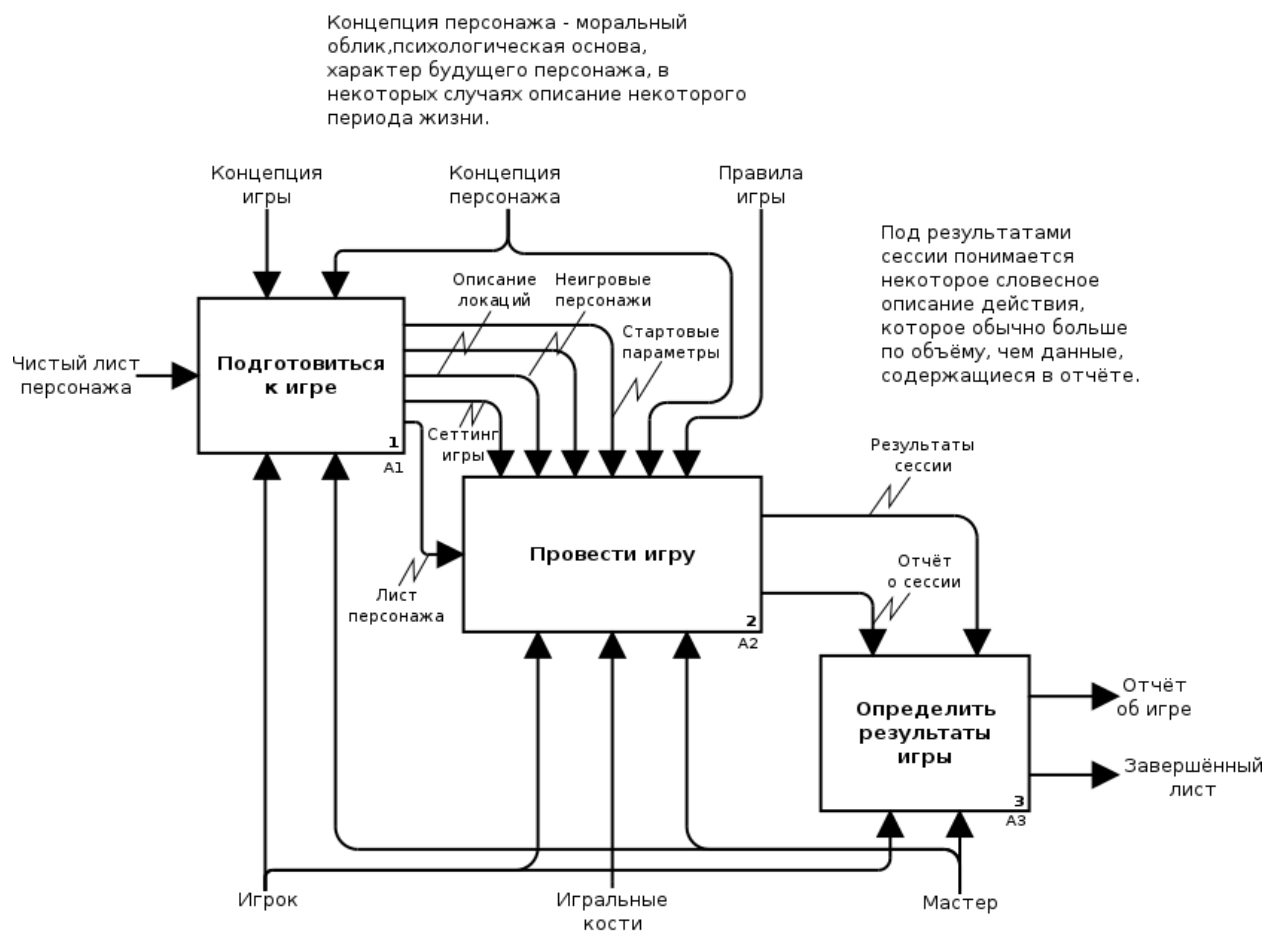 Концепция персонажа - моральный
облик,психологическая основа,
характер будущего персонажа, в
некоторых случаях описание некоторого
периода жизни.
Концепция
игры
Концепция
персонажа
Правила
игры
Под результатами
сессии понимается
некоторое словесное
описание действия,
которое обычно больше
по объёму, чем данные,
содержащиеся в отчёте.
Описание
локаций
Неигровые
персонажи
Стартовые
параметры
Чистый лист
персонажа
Подготовиться
к игре
1
А1
Сеттинг
игры
Результаты
сессии
Провести игру
2
А2
Лист
персонажа
Отчёт
о сессии
Определить
результаты
игры
3
А3
Отчёт
об игре
Завершённый
лист
Игрок
Игральные
кости
Мастер